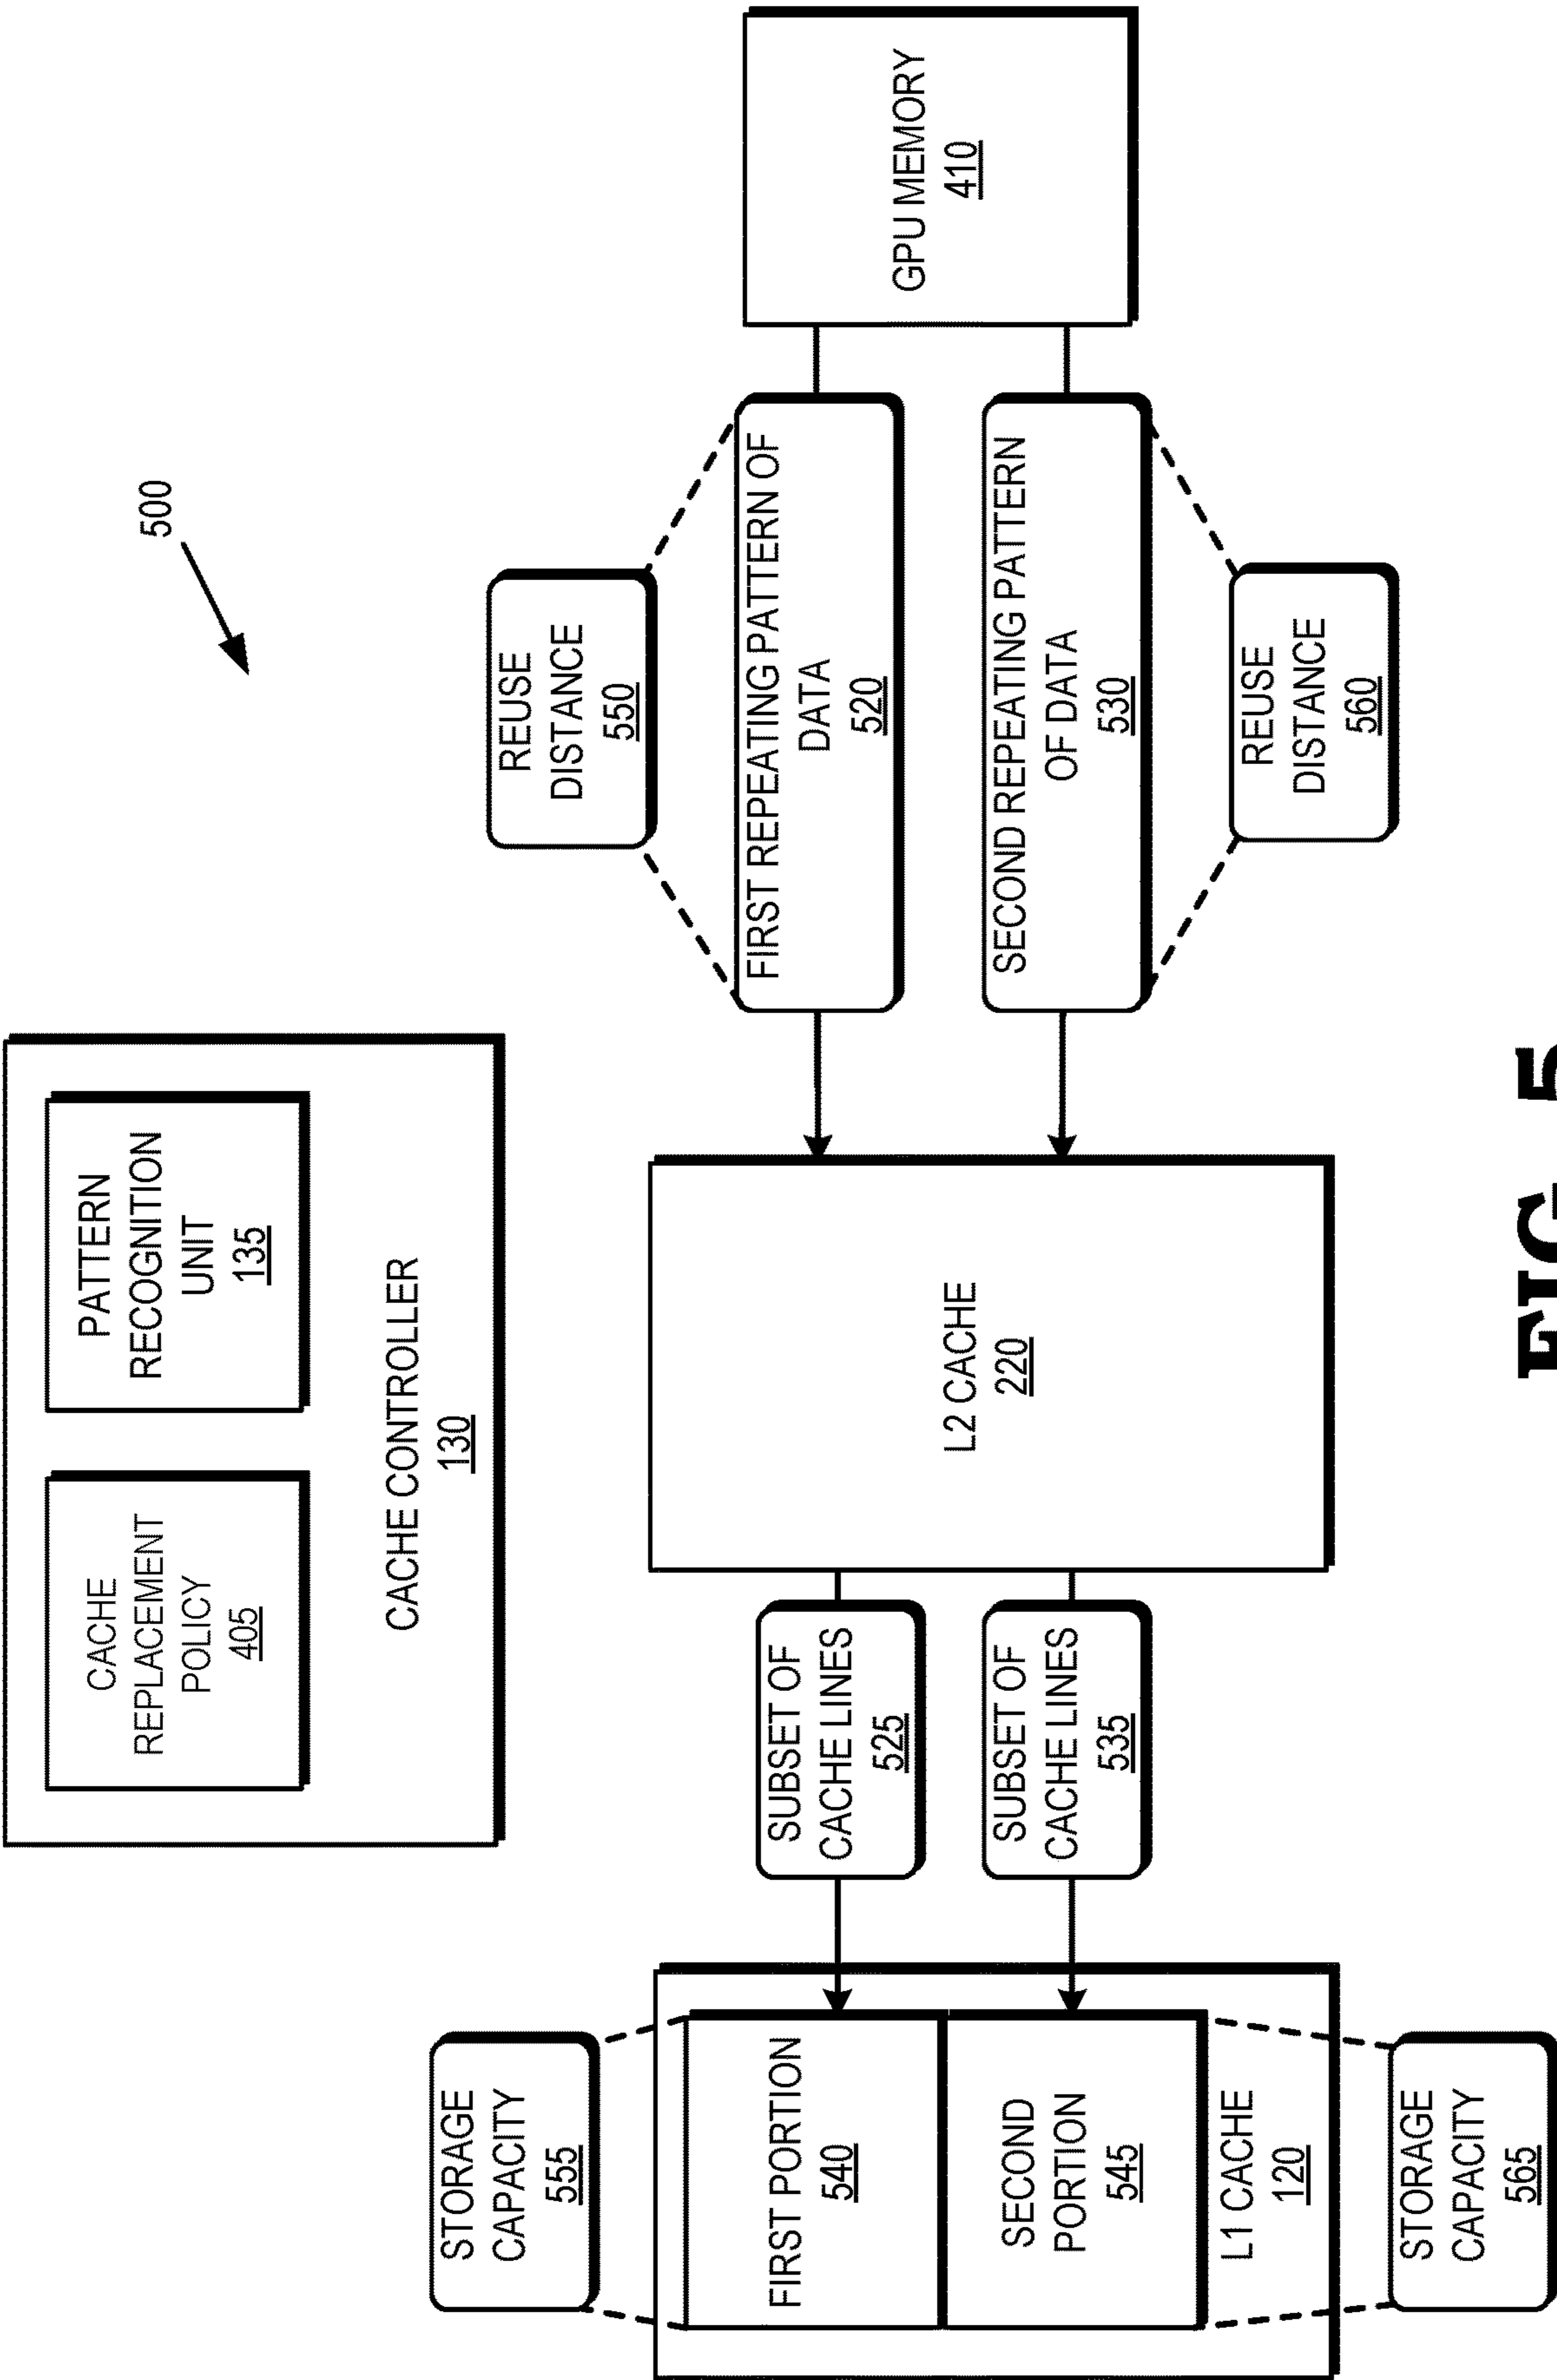 CACHE
REPLACEMENT
POLICY
405
PATTERN
RECOGNITION
UNIT
135
CACHE CONTROLLER
130
500
STORAGE
CAPACITY
555
REUSE
DISTANCE
550
FIRST PORTION
540
SECOND
PORTION
545
L1 CACHE
120
SUBSET OF
CACHE LINES
525
SUBSET OF
CACHE LINES
535
L2 CACHE
220
FIRST REPEATING PATTERN OF
DATA
520
SECOND REPEATING PATTERN
OF DATA
530
GPU MEMORY
410
STORAGE
CAPACITY
565
REUSE
DISTANCE
560
FIG. 5